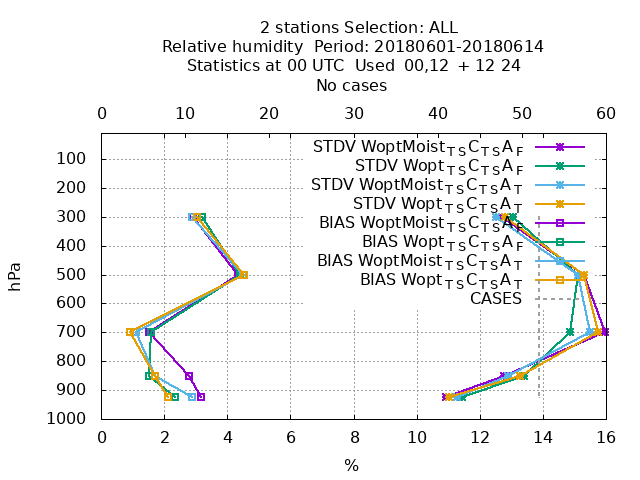 2 stations Selection: ALL
Relative humidity  Period: 20180601-20180614
Statistics at 00 UTC  Used  00,12  + 12 24
No cases
0 10 20 30 40 50 60
STDV WoptMoistTSCTSAF
STDV WoptTSCTSAF
STDV WoptMoistTSCTSAT
STDV WoptTSCTSAT
BIAS WoptMoistTSCTSAF
BIAS WoptTSCTSAF
BIAS WoptMoistTSCTSAT
BIAS WoptTSCTSAT
CASES
hPa
100
200
300
400
500
600
700
800
900
1000
0 2 4 6 8 10 12 14 16
%